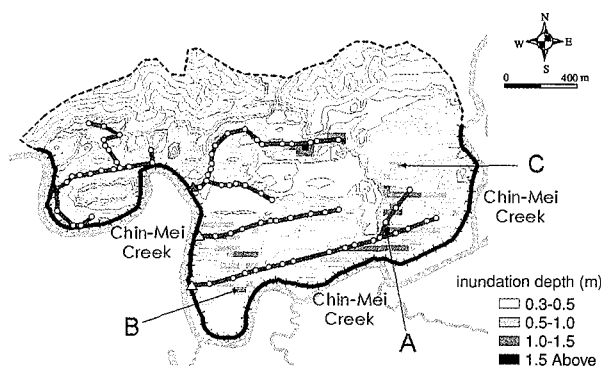 N
W E
S
0 400 m
C
Chin-Mei
Creek
Chin-Mei
Creek
Chin-Mei
Creek
B
A
inundation depth (m)
0.3-0.5
0.5-1.0
1.0-1.5
1.5 Above